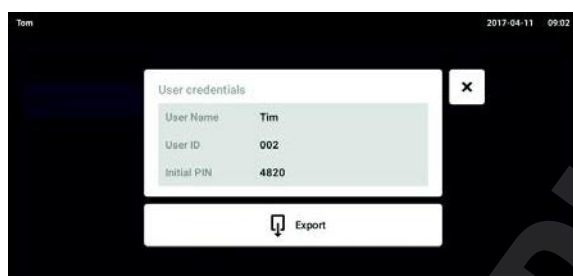 Tom 2017-04-11 09:02
User credentials
User Name Tim
User ID 002
Initial PIN 4820
Export